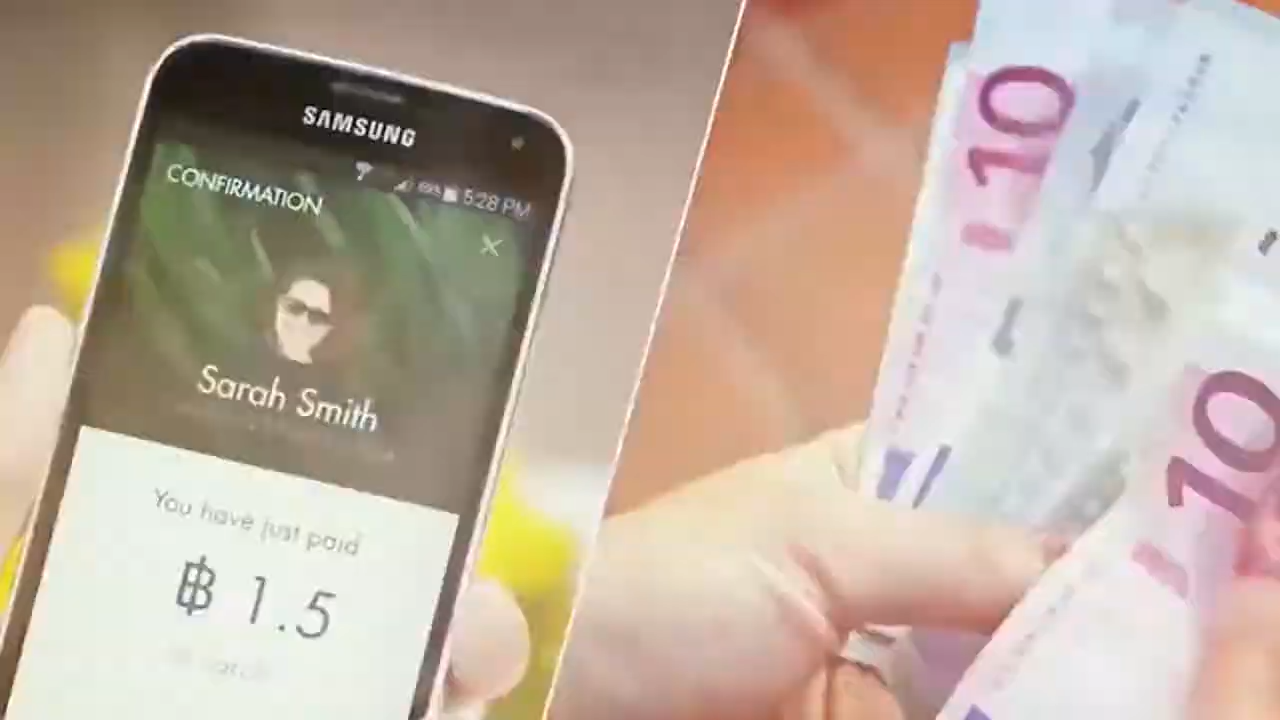 SAMSUNG
5:28 PM
CONFIRMATION
Sarah Smith
You have just paid
฿ 1.5
10
10